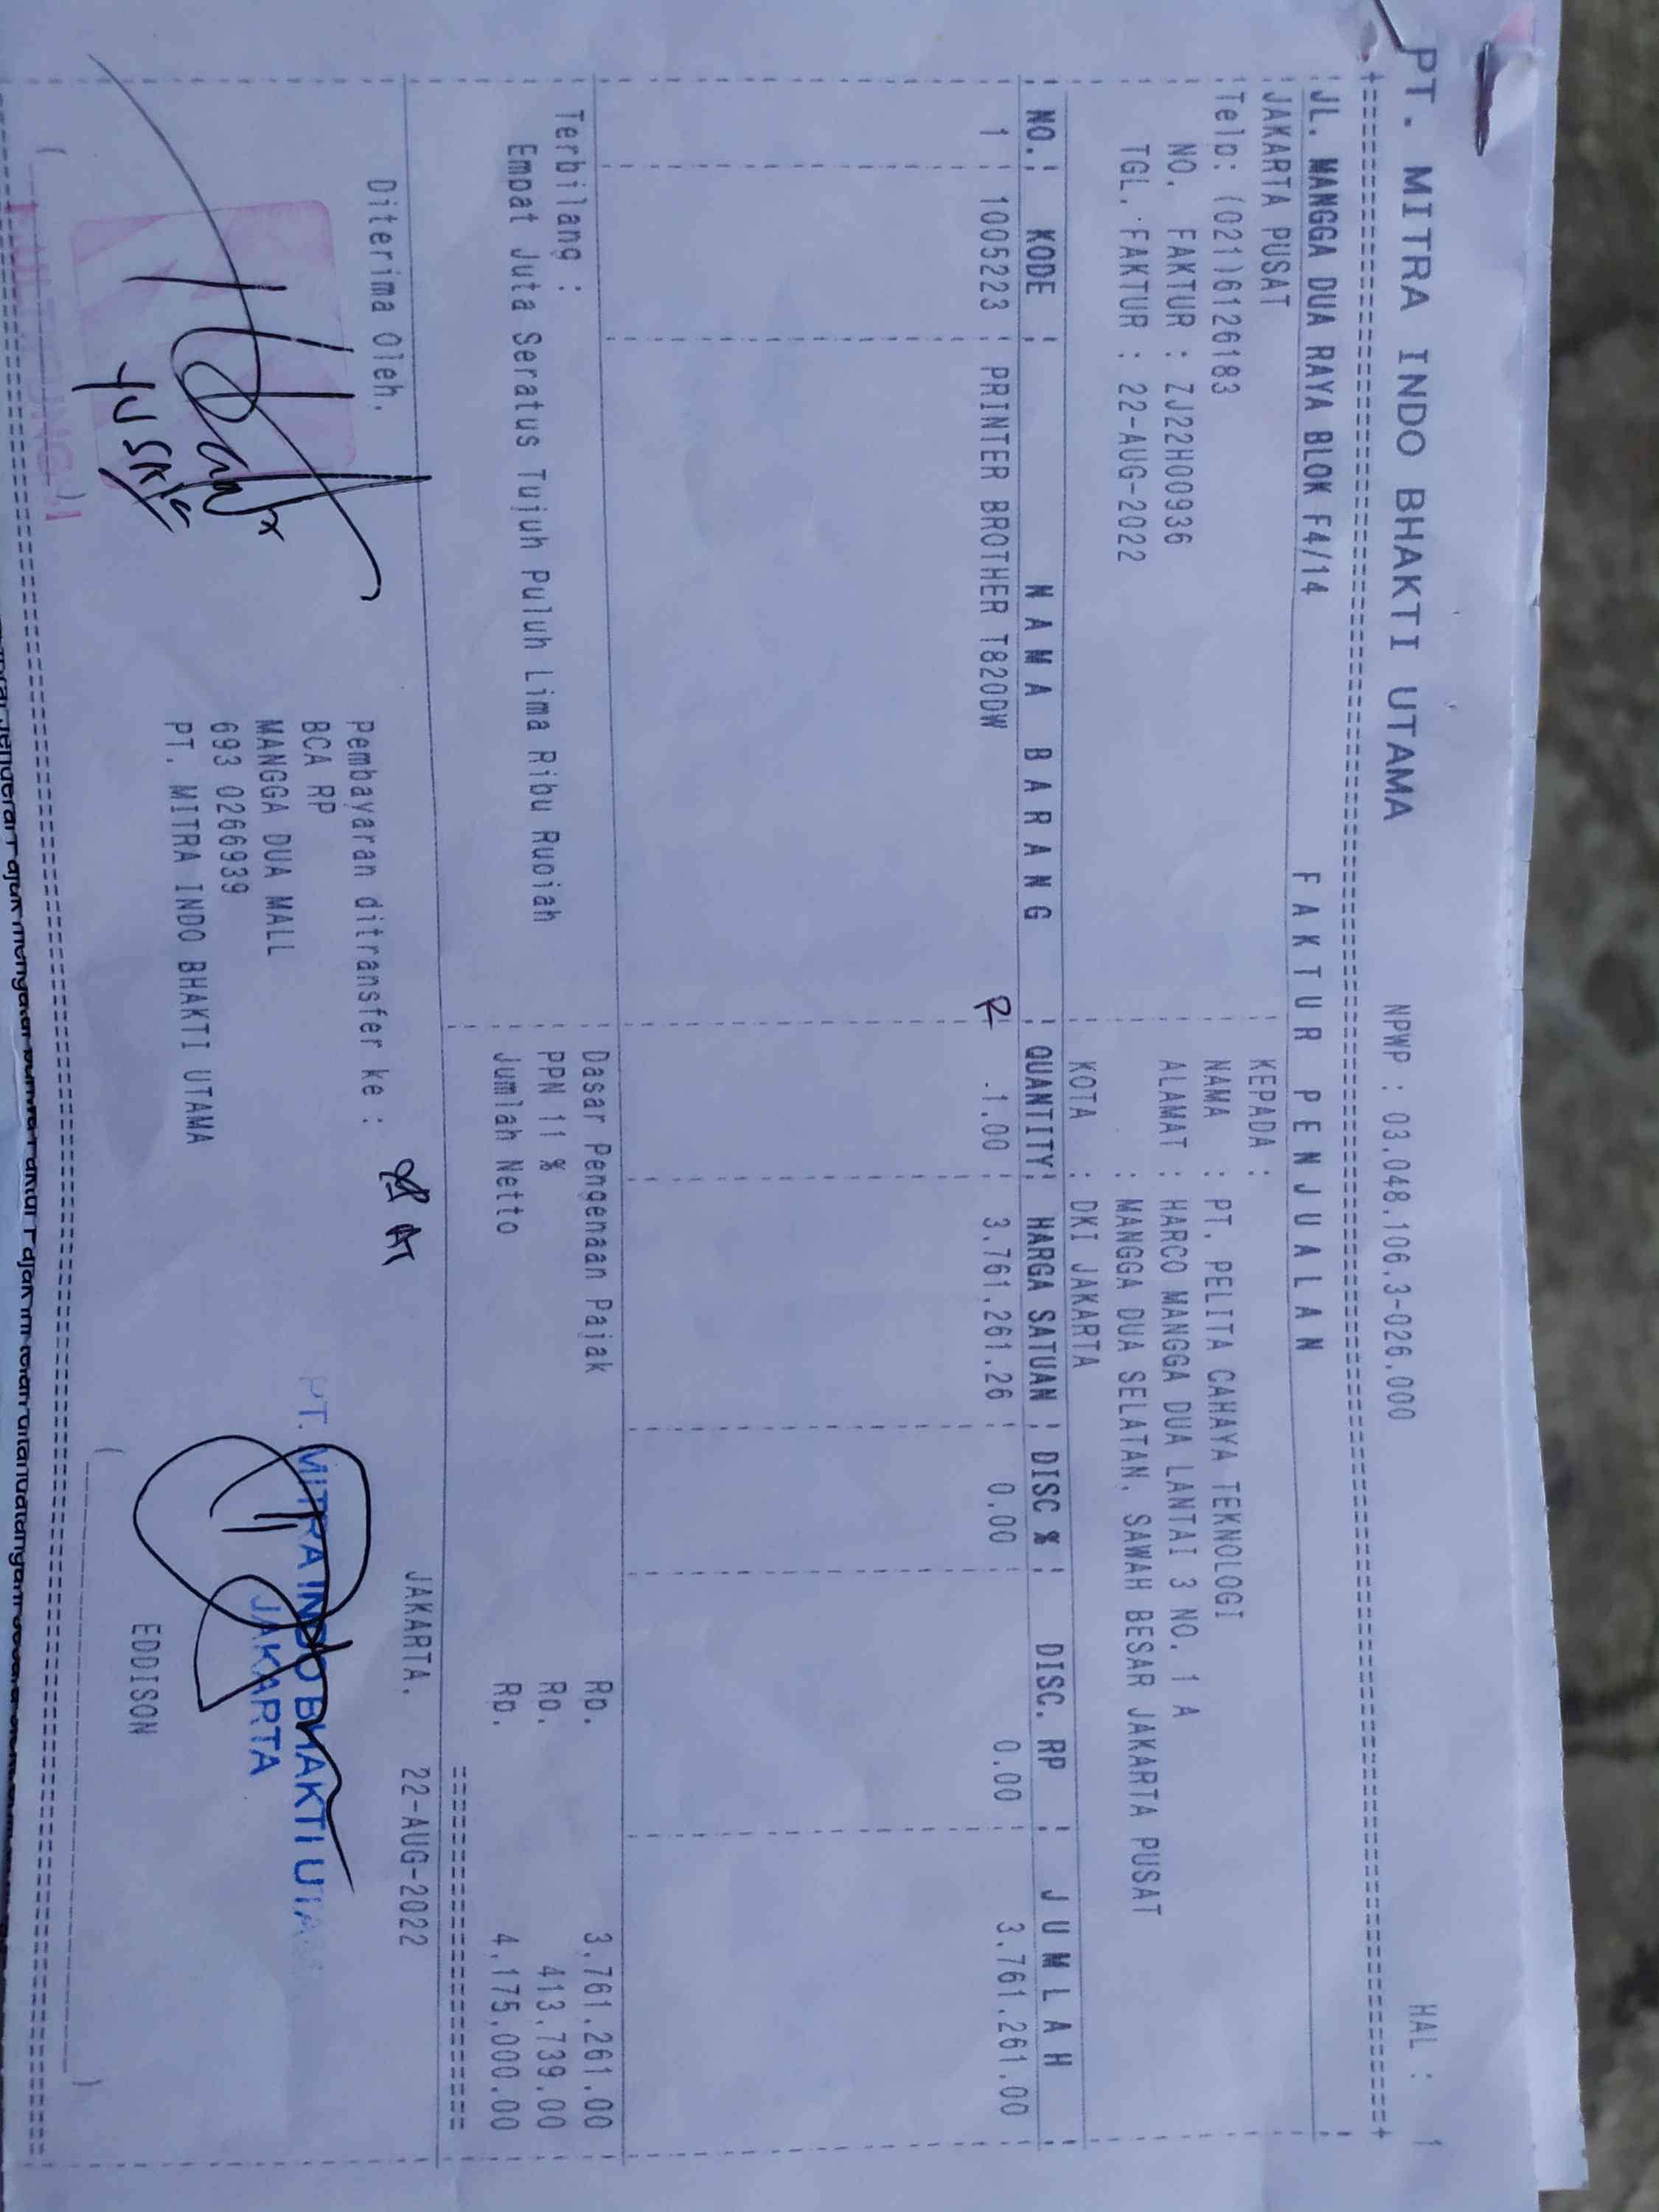 PT. MITRA INDO BHAKTI UTAMA NPWP : 03.048.106.3-026.000 HAL : 1
JL. MANGGA DUA RAYA BLOK F4/14 F A K T U R P E N J U A L A N
JAKARTA PUSAT KEPADA :
Telp: (021)6126183 NAMA : PT. PELITA CAHAYA TEKNOLOGI
NO. FAKTUR : ZJ22H00936 ALAMAT : HARCO MANGGA DUA LANTAI 3 NO. 1 A
TGL. FAKTUR : 22-AUG-2022 : MANGGA DUA SELATAN, SAWAH BESAR JAKARTA PUSAT
KOTA : DKI JAKARTA
NO. KODE N A M A B A R A N G QUANTITY HARGA SATUAN DISC % DISC. RP J U M L A H
1 1005223 PRINTER BROTHER T820DW 1.00 3.761.261.26 0.00 0.00 3.761.261.00
Terbilang : Dasar Pengenaan Pajak Rp. 3.761.261.00
Empat Juta Seratus Tujuh Puluh Lima Ribu Rupiah PPN 11 % Rp. 413.739.00
Jumlah Netto Rp. 4.175.000.00
Diterima Oleh, JAKARTA, 22-AUG-2022
Pembayaran ditransfer ke :
BCA RP
MANGGA DUA MALL
693 0266939
PT. MITRA INDO BHAKTI UTAMA
PT. MITRA INDO BHAKTI UTA
JAKARTA
EDDISON